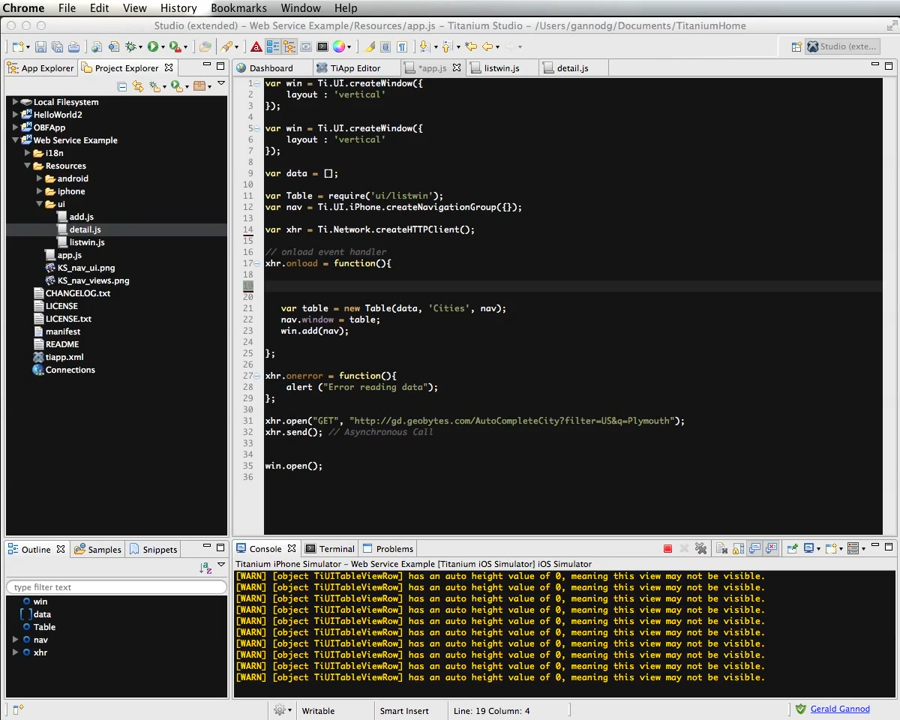 Chrome File Edit View History Bookmarks Window Help
Studio (extended) - Web Service Example/Resources/app.js - Titanium Studio - /Users/gannodg/Documents/TitaniumHome
Studio (exte...
App Explorer Project Explorer
Dashboard TiApp Editor *app.js listwin.js detail.js
Local Filesystem
HelloWorld2
OBFApp
Web Service Example
i18n
Resources
android
iphone
ui
add.js
detail.js
listwin.js
app.js
KS_nav_ui.png
KS_nav_views.png
CHANGELOG.txt
LICENSE
LICENSE.txt
manifest
README
tiapp.xml
Connections
1 var win = Ti.UI.createWindow({
2 layout : 'vertical'
3 });
4
5 var win = Ti.UI.createWindow({
6 layout : 'vertical'
7 });
8
9 var data = [];
10
11 var Table = require('ui/listwin');
12 var nav = Ti.UI.iPhone.createNavigationGroup({});
13
14 var xhr = Ti.Network.createHTTPClient();
15
16 // onload event handler
17 xhr.onload = function(){
18
19
20
21 var table = new Table(data, 'Cities', nav);
22 nav.window = table;
23 win.add(nav);
24
25 };
26
27 xhr.onerror = function(){
28 alert ("Error reading data");
29 };
30
31 xhr.open("GET", "http://gd.geobytes.com/AutoCompleteCity?filter=US&q=Plymouth");
32 xhr.send(); // Asynchronous Call
33
34
35 win.open();
36
Outline Samples Snippets
type filter text
win
data
Table
nav
xhr
Console Terminal Problems
Titanium iPhone Simulator - Web Service Example [Titanium iOS Simulator] iOS Simulator
[WARN] [object TiUITableViewRow] has an auto height value of 0, meaning this view may not be visible.
[WARN] [object TiUITableViewRow] has an auto height value of 0, meaning this view may not be visible.
[WARN] [object TiUITableViewRow] has an auto height value of 0, meaning this view may not be visible.
[WARN] [object TiUITableViewRow] has an auto height value of 0, meaning this view may not be visible.
[WARN] [object TiUITableViewRow] has an auto height value of 0, meaning this view may not be visible.
[WARN] [object TiUITableViewRow] has an auto height value of 0, meaning this view may not be visible.
[WARN] [object TiUITableViewRow] has an auto height value of 0, meaning this view may not be visible.
[WARN] [object TiUITableViewRow] has an auto height value of 0, meaning this view may not be visible.
[WARN] [object TiUITableViewRow] has an auto height value of 0, meaning this view may not be visible.
[WARN] [object TiUITableViewRow] has an auto height value of 0, meaning this view may not be visible.
Writable Smart Insert Line: 19 Column: 4 Gerald Gannod